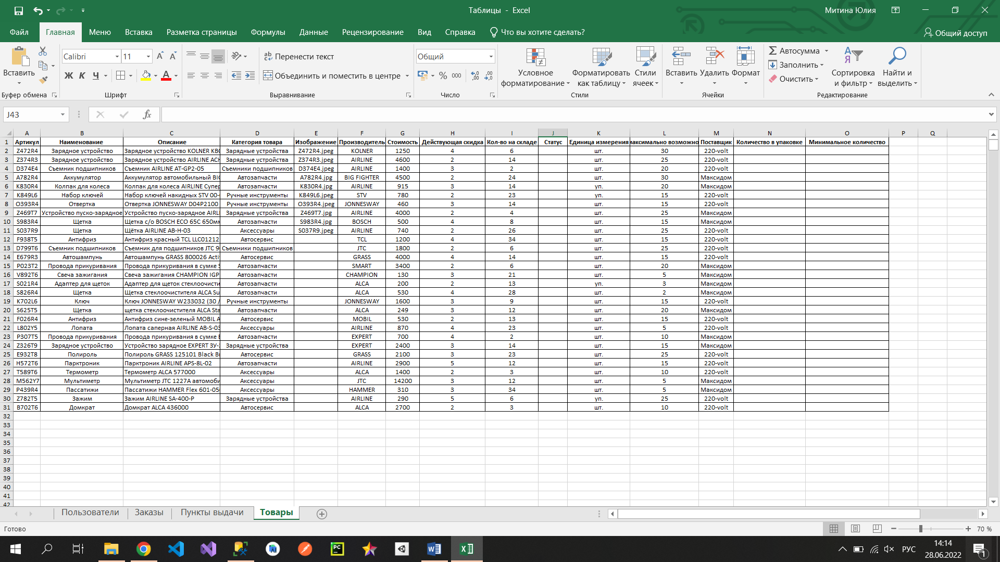 Таблицы - Excel
Митина Юлия
Файл Главная Меню Вставка Разметка страницы Формулы Данные Рецензирование Вид Справка Что вы хотите сделать? Общий доступ
Вставить
Calibri 11
Ж К Ч
Перенести текст
Объединить и поместить в центре
Общий
% 000
Условное форматирование
Форматировать как таблицу
Стили ячеек
Вставить Удалить Формат
Автосумма
Заполнить
Очистить
Сортировка и фильтр
Найти и выделить
Буфер обмена Шрифт Выравнивание Число Стили Ячейки Редактирование
J43 fx
A B C D E F G H I J K L M N O P Q
1 Артикул Наименование Описание Категория товара Изображение Производитель Стоимость Действующая скидка Кол-во на складе Статус Единица измерения максимально возможно Поставщик Количество в упаковке Минимальное количество
2 Z472R4 Зарядное устройство Зарядное устройство KOLNER KBC Зарядные устройства Z472R4.jpeg KOLNER 1250 4 6 шт. 30 220-volt
3 Z374R3 Зарядное устройство Зарядное устройство AIRLINE ACH Зарядные устройства Z374R3.jpeg AIRLINE 4600 2 14 шт. 25 220-volt
4 D374E4 Съемник подшипников Съемник AIRLINE AT-GP2-05 Съемники подшипников D374E4.jpeg AIRLINE 1400 3 2 шт. 20 220-volt
5 A782R4 Аккумулятор Аккумулятор автомобильный BIG Автозапчасти A782R4.jpg BIG FIGHTER 4500 2 24 шт. 30 Максидом
6 K830R4 Колпак для колеса Колпак для колеса AIRLINE Супер Автозапчасти K830R4.jpg AIRLINE 915 3 14 уп. 20 Максидом
7 K849L6 Набор ключей Набор ключей накидных STV 00- Ручные инструменты K849L6.jpeg STV 780 2 23 уп. 15 220-volt
8 O393R4 Отвертка Отвертка JONNESWAY D04P2100 Ручные инструменты O393R4.jpeg JONNESWAY 460 3 14 шт. 15 220-volt
9 Z469T7 Устройство пуско-зарядное Устройство пуско-зарядное AIRLI Зарядные устройства Z469T7.jpg AIRLINE 4000 2 4 шт. 25 Максидом
10 S983R4 Щетка Щетка с/о BOSCH ECO 65C 650мм Автозапчасти S983R4.jpg BOSCH 500 4 8 шт. 15 Максидом
11 S037R9 Щетка Щётка AIRLINE AB-H-03 Аксессуары S037R9.jpeg AIRLINE 740 2 26 шт. 25 220-volt
12 F938T5 Антифриз Антифриз красный TCL LLC01212 Автосервис TCL 1200 4 34 шт. 15 220-volt
13 D799T6 Съемник подшипников Съемник для подшипников JTC 9 Съемники подшипников JTC 1800 2 6 шт. 25 220-volt
14 E679R3 Автошампунь Автошампунь GRASS 800026 Acti Автосервис GRASS 4000 4 14 шт. 15 220-volt
15 P023T2 Провода прикуривания Провода прикуривания в сумке S Автозапчасти SMART 3400 2 6 шт. 20 Максидом
16 V892T6 Свеча зажигания Свеча зажигания CHAMPION IGP Автозапчасти CHAMPION 130 3 21 шт. 5 Максидом
17 S021R4 Адаптер для щеток Адаптер для щеток стеклоочисти Автозапчасти ALCA 200 2 13 уп. 3 Максидом
18 S826R4 Щетка Щетка стеклоочистителя ALCA Su Автозапчасти ALCA 530 4 28 шт. 2 Максидом
19 K702L6 Ключ Ключ JONNESWAY W233032 (30 / Ручные инструменты JONNESWAY 1600 3 9 шт. 15 220-volt
20 S625T5 Щетка щетка стеклоочистителя ALCA Sta Автозапчасти ALCA 249 3 12 шт. 20 Максидом
21 F026R4 Антифриз Антифриз сине-зеленый MOBIL A Автосервис MOBIL 530 2 13 шт. 15 220-volt
22 L802Y5 Лопата Лопата саперная AIRLINE AB-S-03 Аксессуары AIRLINE 870 4 23 шт. 5 220-volt
23 P307T5 Провода прикуривания Провода прикуривания в сумке E Автозапчасти EXPERT 700 4 2 шт. 10 Максидом
24 Z326T9 Зарядное устройство Устройство зарядное EXPERT ЗУ- Зарядные устройства EXPERT 2400 3 14 шт. 15 Максидом
25 E932T8 Полироль Полироль GRASS 125101 Black Br Автосервис GRASS 2100 3 23 шт. 25 220-volt
26 H572T6 Парктроник Парктроник AIRLINE APS-8L-02 Автозапчасти AIRLINE 2900 5 12 шт. 15 220-volt
27 T589T6 Термометр Термометр ALCA 577000 Аксессуары ALCA 1400 2 3 шт. 10 220-volt
28 M562Y7 Мультиметр Мультиметр JTC 1227A автомоби Аксессуары JTC 14200 3 12 шт. 5 Максидом
29 P439R4 Пассатижи Пассатижи HAMMER Flex 601-05 Аксессуары HAMMER 310 3 34 шт. 5 Максидом
30 Z782T5 Зажим Зажим AIRLINE SA-400-P Зарядные устройства AIRLINE 290 5 6 уп. 25 220-volt
31 B702T6 Домкрат Домкрат ALCA 436000 Автосервис ALCA 2700 2 3 шт. 10 220-volt
32
33
34
35
36
37
38
39
40
41
42
Пользователи Заказы Пункты выдачи Товары
Готово 70 %
РУС 14:14
28.06.2022
1